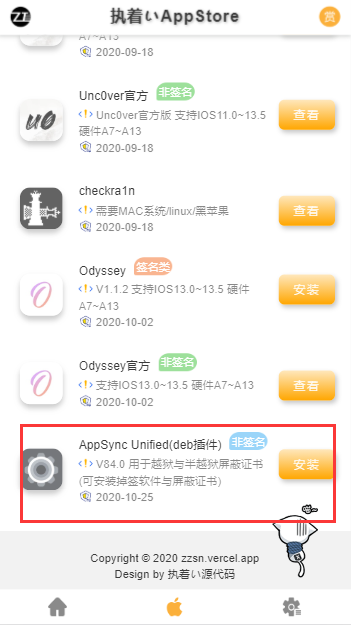 ZZ
执着いAppStore
赏
A7~A13
2020-09-18
Unc0ver官方 非签名
Unc0ver官方版 支持IOS11.0~13.5
硬件A7~A13
查看
2020-09-18
u0
checkra1n
需要MAC系统/linux/黑苹果
查看
2020-09-18
Odyssey 签名类
V1.1.2 支持IOS13.0~13.5 硬件
A7~A13
安装
2020-10-02
Odyssey官方 非签名
支持IOS13.0~13.5 硬件A7~A13
查看
2020-10-02
AppSync Unified(deb插件) 非签名
V84.0 用于越狱与半越狱屏蔽证书
(可安装掉签软件与屏蔽证书)
安装
2020-10-25
Copyright © 2020 zzsn.vercel.app
Design by 执着い源代码